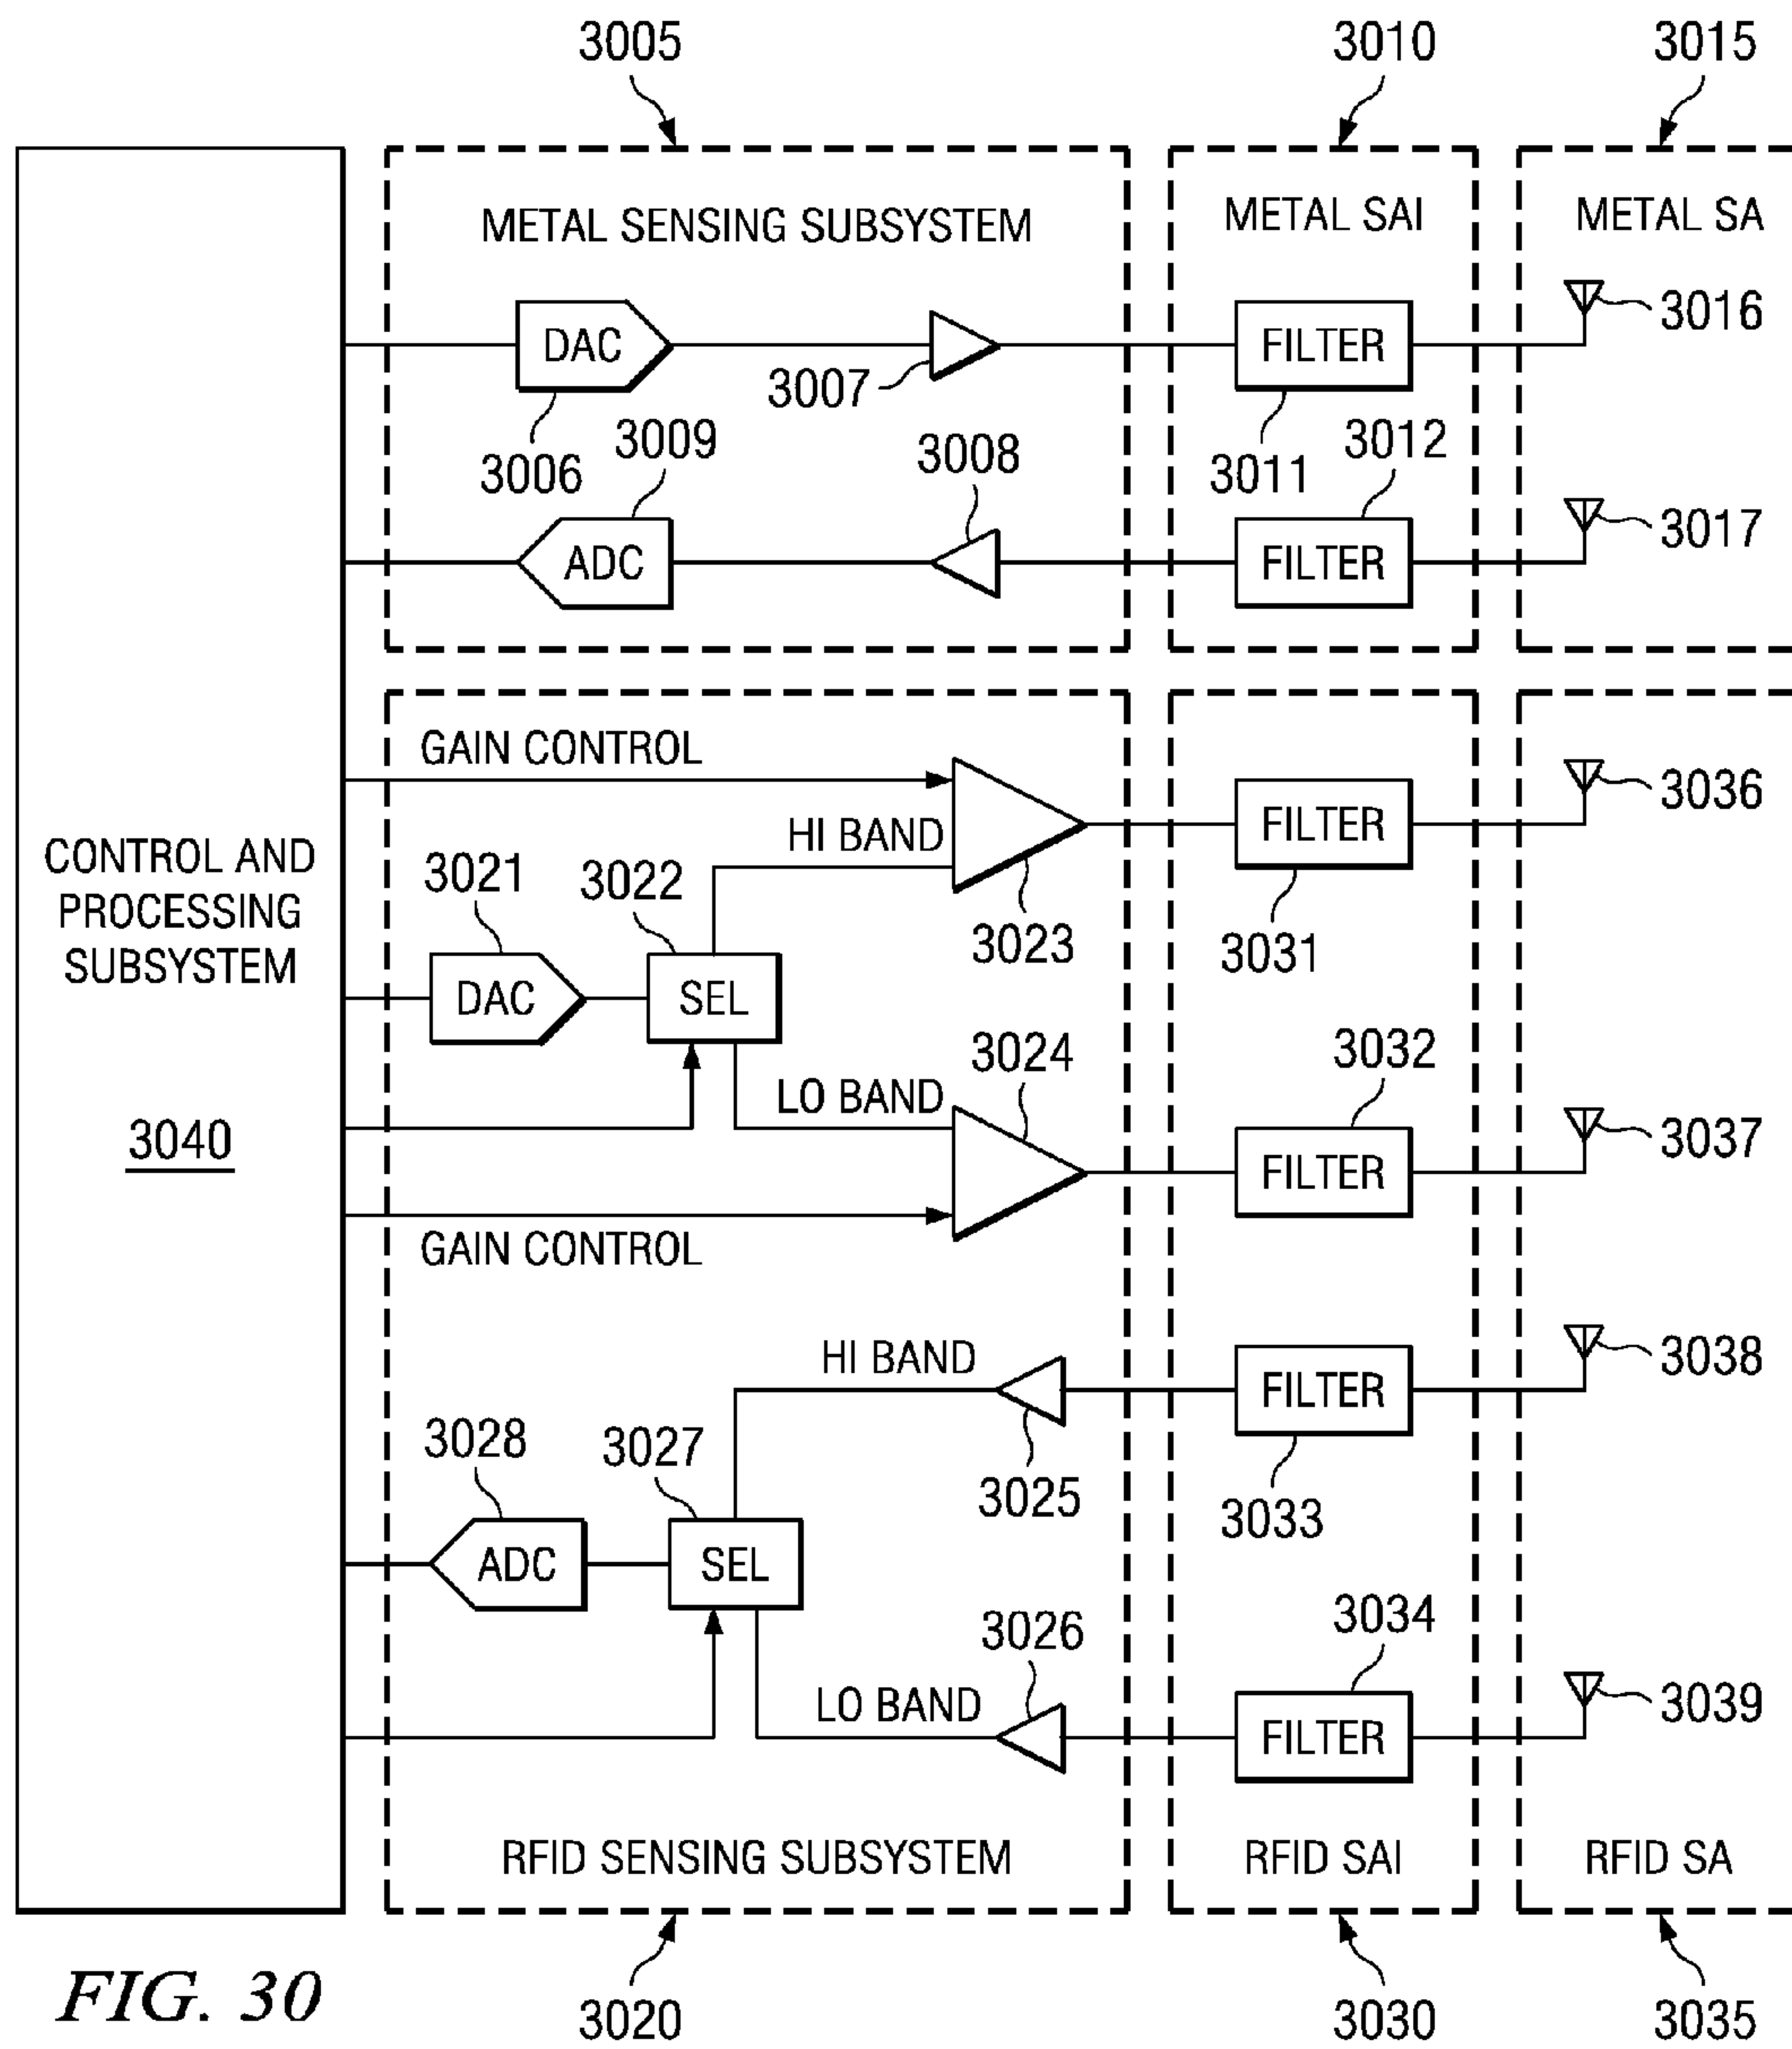 3005
3010
3015
METAL SENSING SUBSYSTEM
METAL SAI
METAL SA
DAC
3007
FILTER
3016
3006
3009
3008
3011
3012
ADC
FILTER
3017
GAIN CONTROL
HI BAND
FILTER
3036
CONTROL AND
PROCESSING
SUBSYSTEM
3040
3021
3022
3023
3031
DAC
SEL
LO BAND
3024
3032
FILTER
3037
GAIN CONTROL
HI BAND
FILTER
3038
3028
3027
3025
3033
ADC
SEL
3026
3034
LO BAND
FILTER
3039
RFID SENSING SUBSYSTEM
RFID SAI
RFID SA
FIG. 30
3020
3030
3035